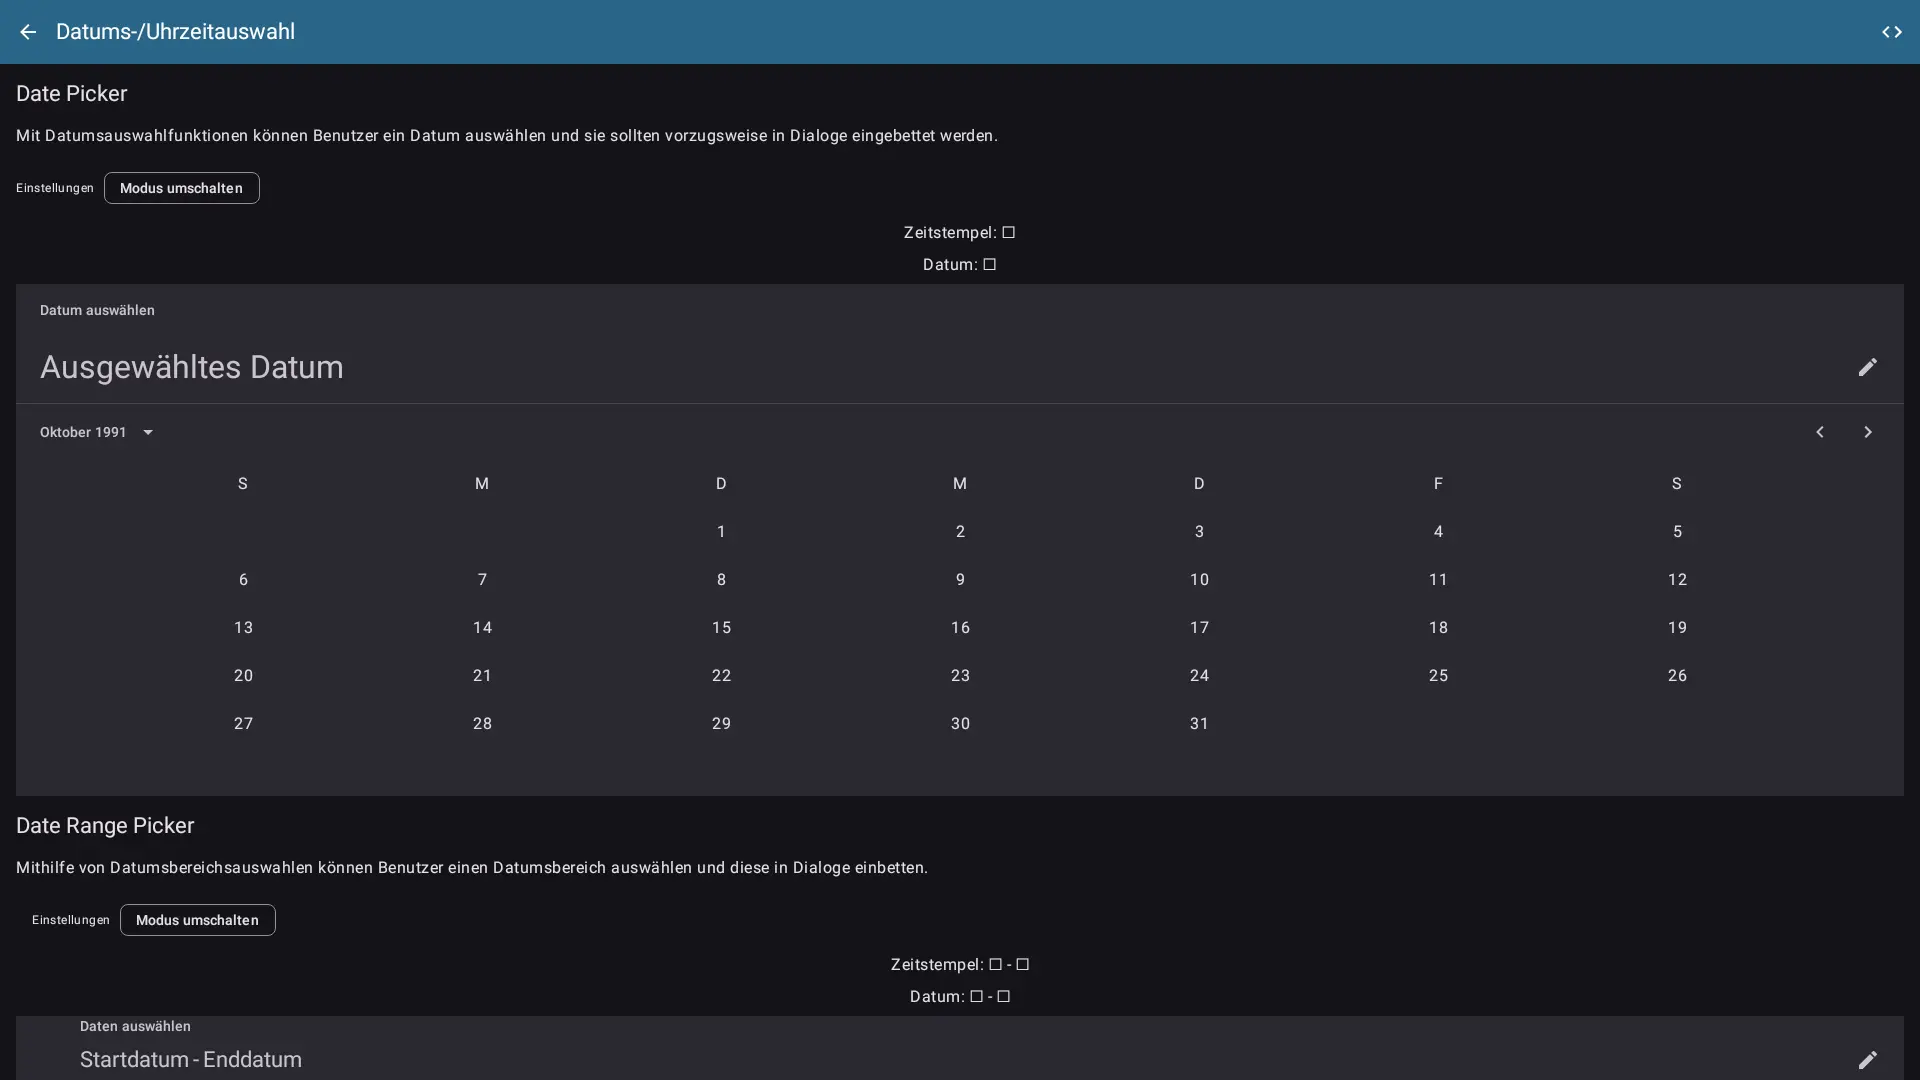 Datums-/Uhrzeitauswahl
Date Picker
Mit Datumsauswahlfunktionen können Benutzer ein Datum auswählen und sie sollten vorzugsweise in Dialoge eingebettet werden.
Einstellungen Modus umschalten
Zeitstempel: ☐
Datum: ☐
Datum auswählen
Ausgewähltes Datum
Oktober 1991
S M D M D F S
1 2 3 4 5
6 7 8 9 10 11 12
13 14 15 16 17 18 19
20 21 22 23 24 25 26
27 28 29 30 31
Date Range Picker
Mithilfe von Datumsbereichsauswahlen können Benutzer einen Datumsbereich auswählen und diese in Dialoge einbetten.
Einstellungen Modus umschalten
Zeitstempel: ☐ - ☐
Datum: ☐ - ☐
Daten auswählen
Startdatum - Enddatum